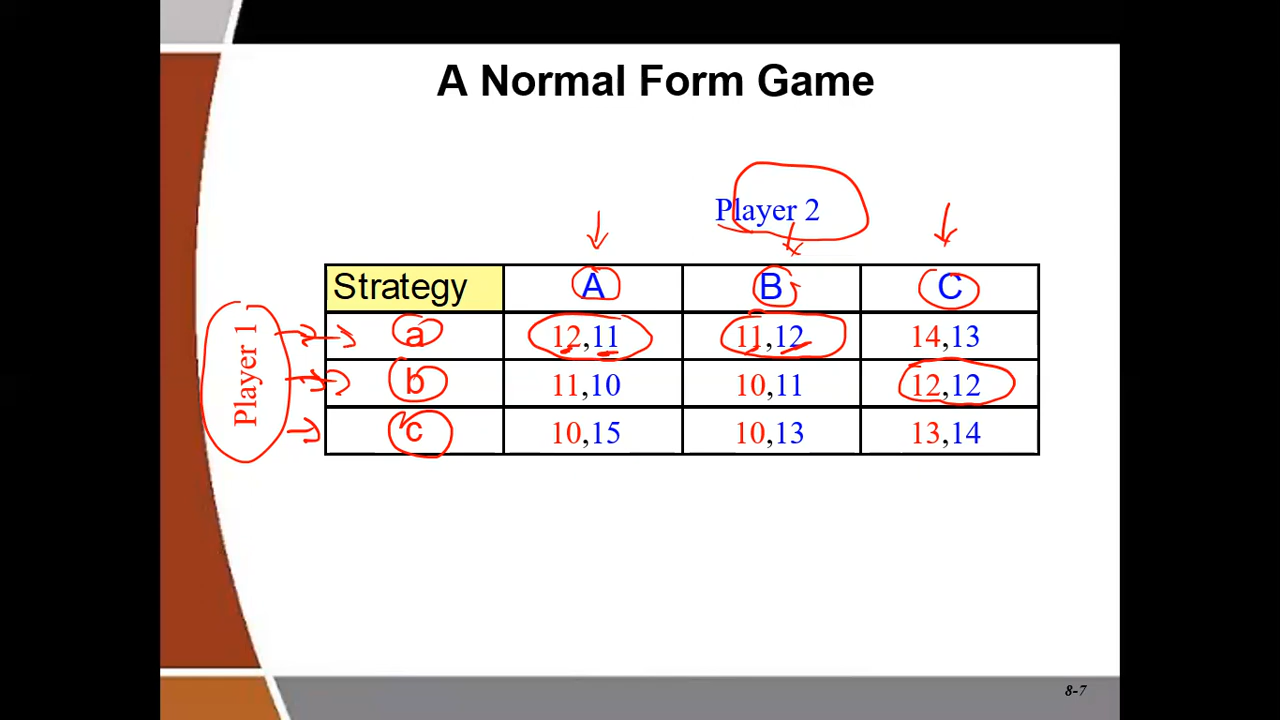 A Normal Form Game
Player 2
Player 1
Strategy A B C
a 12,11 11,12 14,13
b 11,10 10,11 12,12
c 10,15 10,13 13,14
8-7